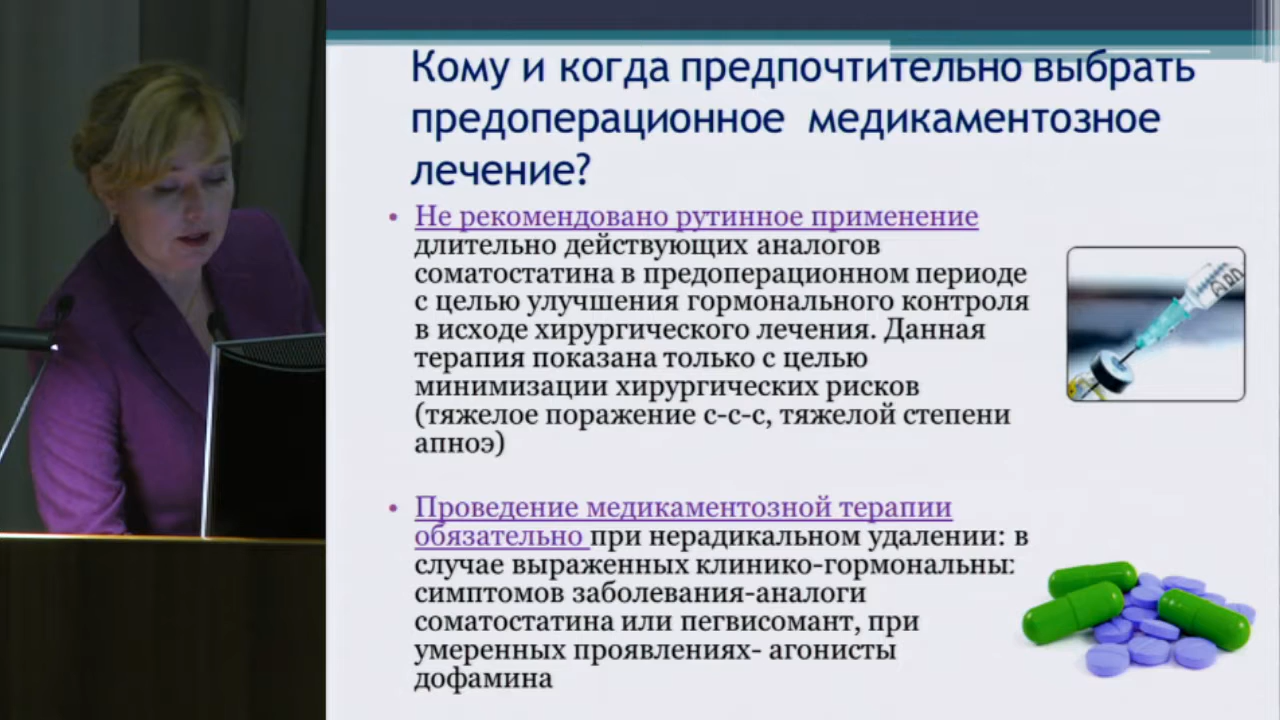 Кому и когда предпочтительно выбрать
предоперационное медикаментозное
лечение?
• Не рекомендовано рутинное применение
длительно действующих аналогов
соматостатина в предоперационном периоде
с целью улучшения гормонального контроля
в исходе хирургического лечения. Данная
терапия показана только с целью
минимизации хирургических рисков
(тяжелое поражение с-с-с, тяжелой степени
апноэ)
• Проведение медикаментозной терапии
обязательно при нерадикальном удалении: в
случае выраженных клинико-гормональны:
симптомов заболевания-аналоги
соматостатина или пегвисомант, при
умеренных проявлениях- агонисты
дофамина